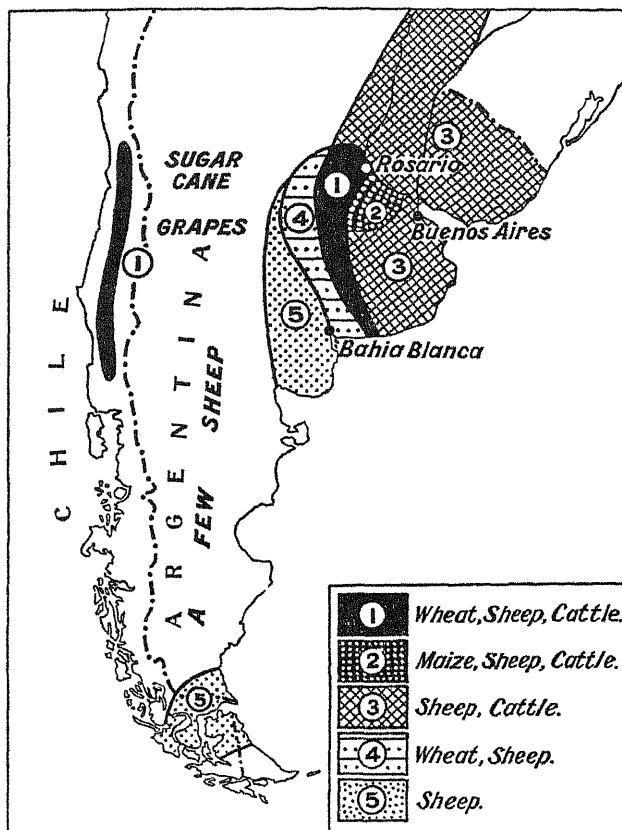 SUGAR
CANE
GRAPES
CHILE
ARGENTINA
A FEW SHEEP
Rosario
Buenos Aires
Bahia Blanca
1
1
2
3
3
4
5
5
1 Wheat, Sheep, Cattle.
2 Maize, Sheep, Cattle.
3 Sheep, Cattle.
4 Wheat, Sheep.
5 Sheep.